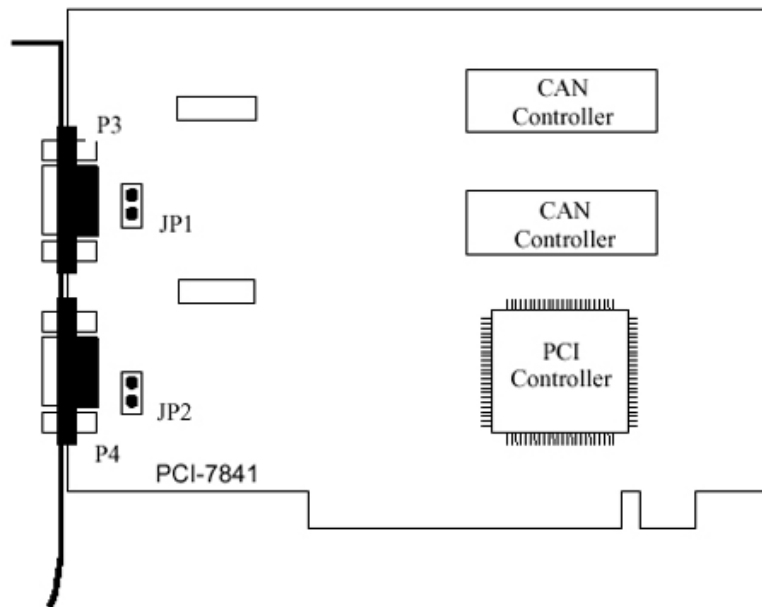 CAN
Controller
P3
JP1
CAN
Controller
PCI
Controller
JP2
P4
PCI-7841